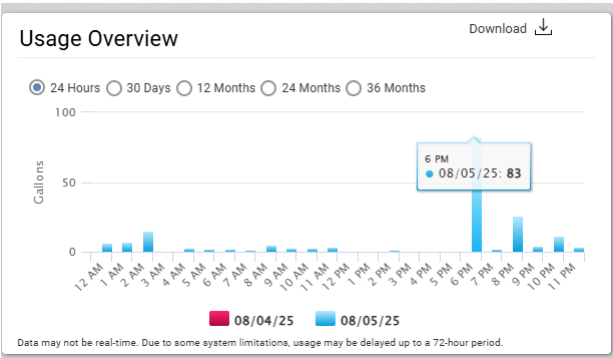 Download
Usage Overview
24 Hours 30 Days 12 Months 24 Months 36 Months
100
6 PM
08/05/25: 83
Gallons
50
0
12 AM 1 AM 2 AM 3 AM 4 AM 5 AM 6 AM 7 AM 8 AM 9 AM 10 AM 11 AM 12 PM 1 PM 2 PM 3 PM 4 PM 5 PM 6 PM 7 PM 8 PM 9 PM 10 PM 11 PM
08/04/25 08/05/25
Data may not be real-time. Due to some system limitations, usage may be delayed up to a 72-hour period.